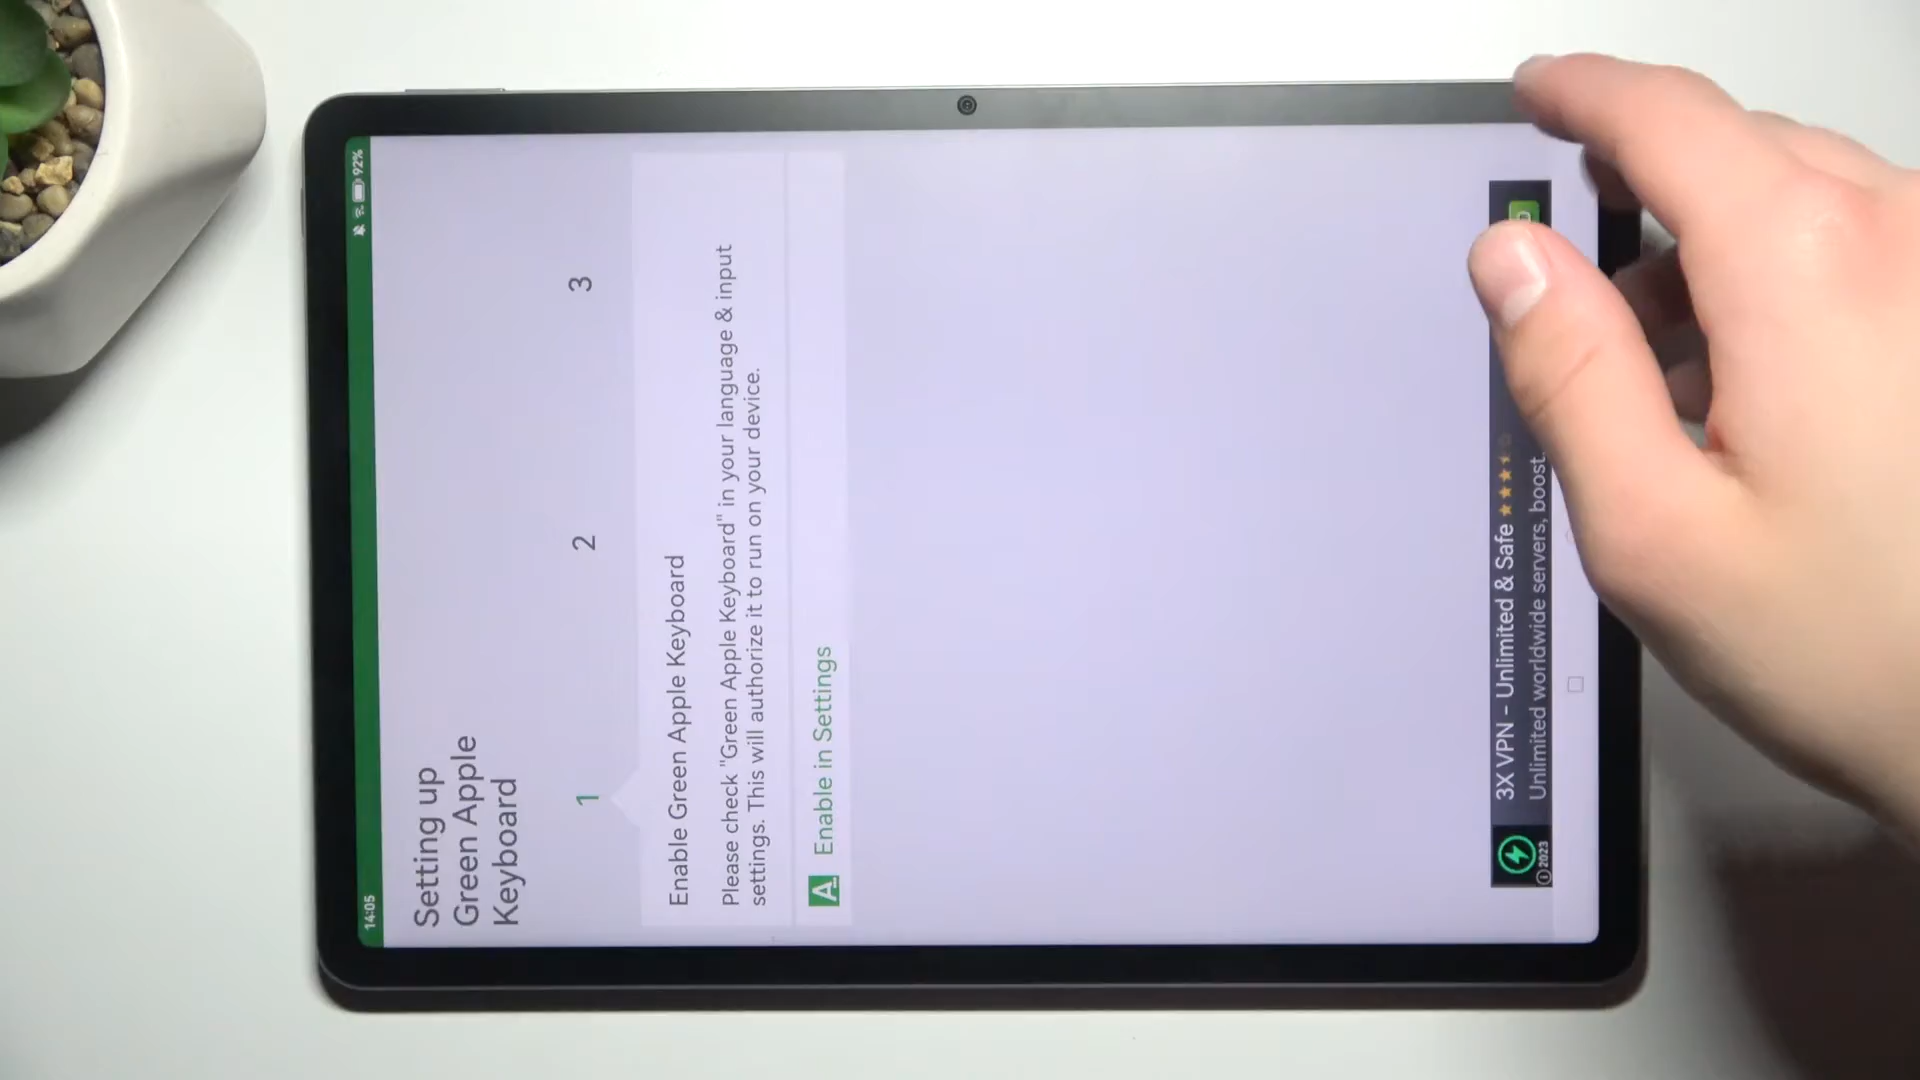 14:05
92%
Setting up
Green Apple
Keyboard
1 2 3
Enable Green Apple Keyboard
Please check "Green Apple Keyboard" in your language & input
settings. This will authorize it to run on your device.
A Enable in Settings
3X VPN – Unlimited & Safe
Unlimited worldwide servers, boost.
2023